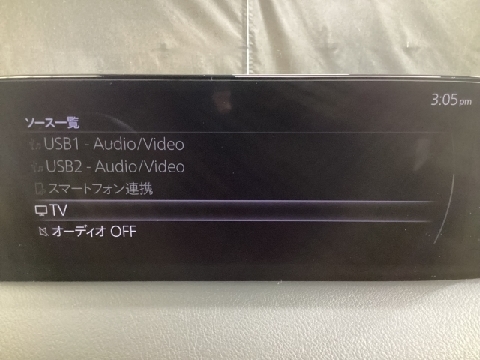 3:05 pm
ソース一覧
USB1 - Audio/Video
USB2 - Audio/Video
スマートフォン連携
TV
オーディオ OFF